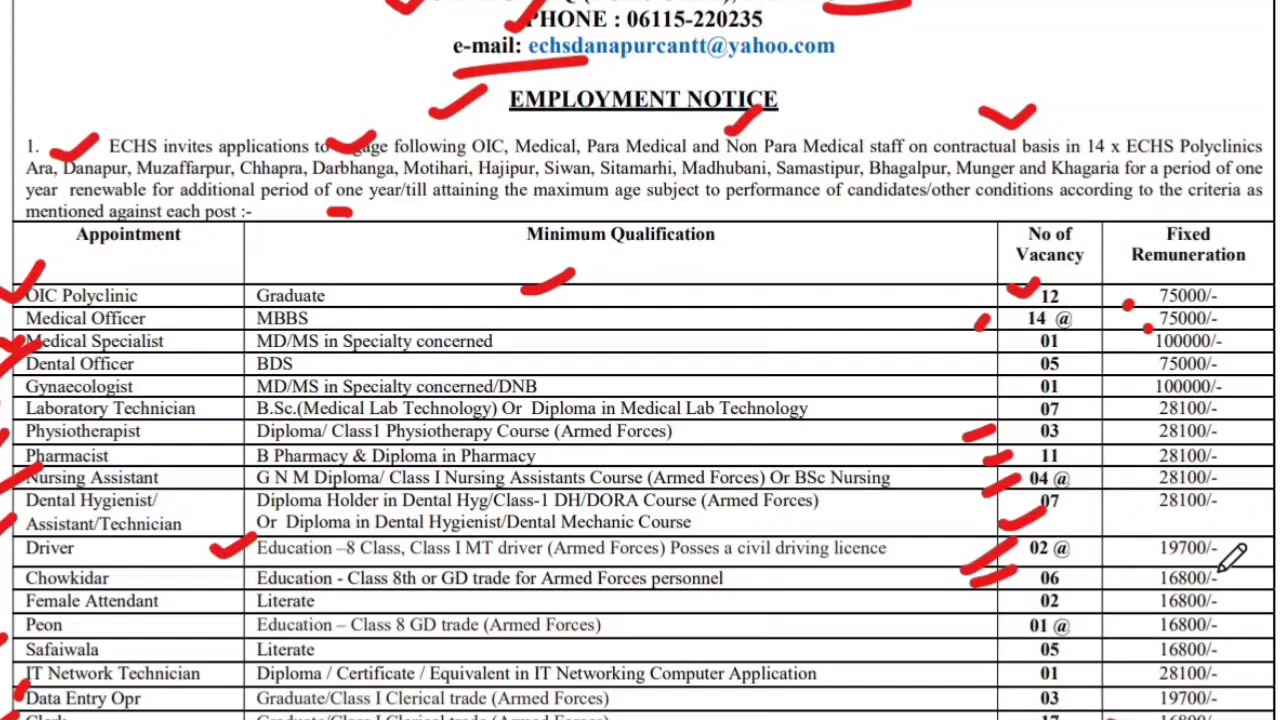 PHONE : 06115-220235
e-mail: echsdanapurcantt@yahoo.com
EMPLOYMENT NOTICE
1. ECHS invites applications to engage following OIC, Medical, Para Medical and Non Para Medical staff on contractual basis in 14 x ECHS Polyclinics
Ara, Danapur, Muzaffarpur, Chhapra, Darbhanga, Motihari, Hajipur, Siwan, Sitamarhi, Madhubani, Samastipur, Bhagalpur, Munger and Khagaria for a period of one
year renewable for additional period of one year/till attaining the maximum age subject to performance of candidates/other conditions according to the criteria as
mentioned against each post :-
Appointment Minimum Qualification No of Vacancy Fixed Remuneration
OIC Polyclinic Graduate 12 75000/-
Medical Officer MBBS 14 @ 75000/-
Medical Specialist MD/MS in Specialty concerned 01 100000/-
Dental Officer BDS 05 75000/-
Gynaecologist MD/MS in Specialty concerned/DNB 01 100000/-
Laboratory Technician B.Sc.(Medical Lab Technology) Or Diploma in Medical Lab Technology 07 28100/-
Physiotherapist Diploma/ Class1 Physiotherapy Course (Armed Forces) 03 28100/-
Pharmacist B Pharmacy & Diploma in Pharmacy 11 28100/-
Nursing Assistant G N M Diploma/ Class I Nursing Assistants Course (Armed Forces) Or BSc Nursing 04 @ 28100/-
Dental Hygienist/ Diploma Holder in Dental Hyg/Class-1 DH/DORA Course (Armed Forces) 07 28100/-
Assistant/Technician Or Diploma in Dental Hygienist/Dental Mechanic Course
Driver Education –8 Class, Class I MT driver (Armed Forces) Posses a civil driving licence 02 @ 19700/-
Chowkidar Education - Class 8th or GD trade for Armed Forces personnel 06 16800/-
Female Attendant Literate 02 16800/-
Peon Education – Class 8 GD trade (Armed Forces) 01 @ 16800/-
Safaiwala Literate 05 16800/-
IT Network Technician Diploma / Certificate / Equivalent in IT Networking Computer Application 01 28100/-
Data Entry Opr Graduate/Class I Clerical trade (Armed Forces) 03 19700/-
Clerk Graduate/Class I Clerical trade (Armed Forces) 17 16800/-